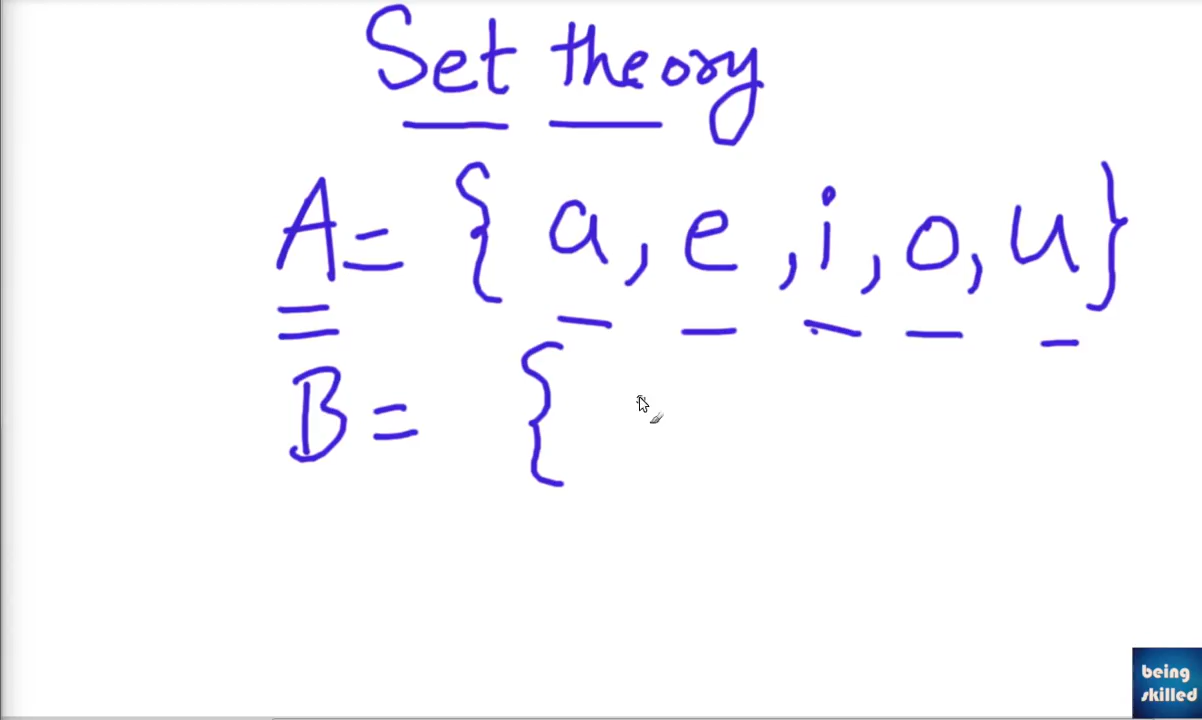 Set theory
A = { a, e, i, o, u }
B = {
being
skilled